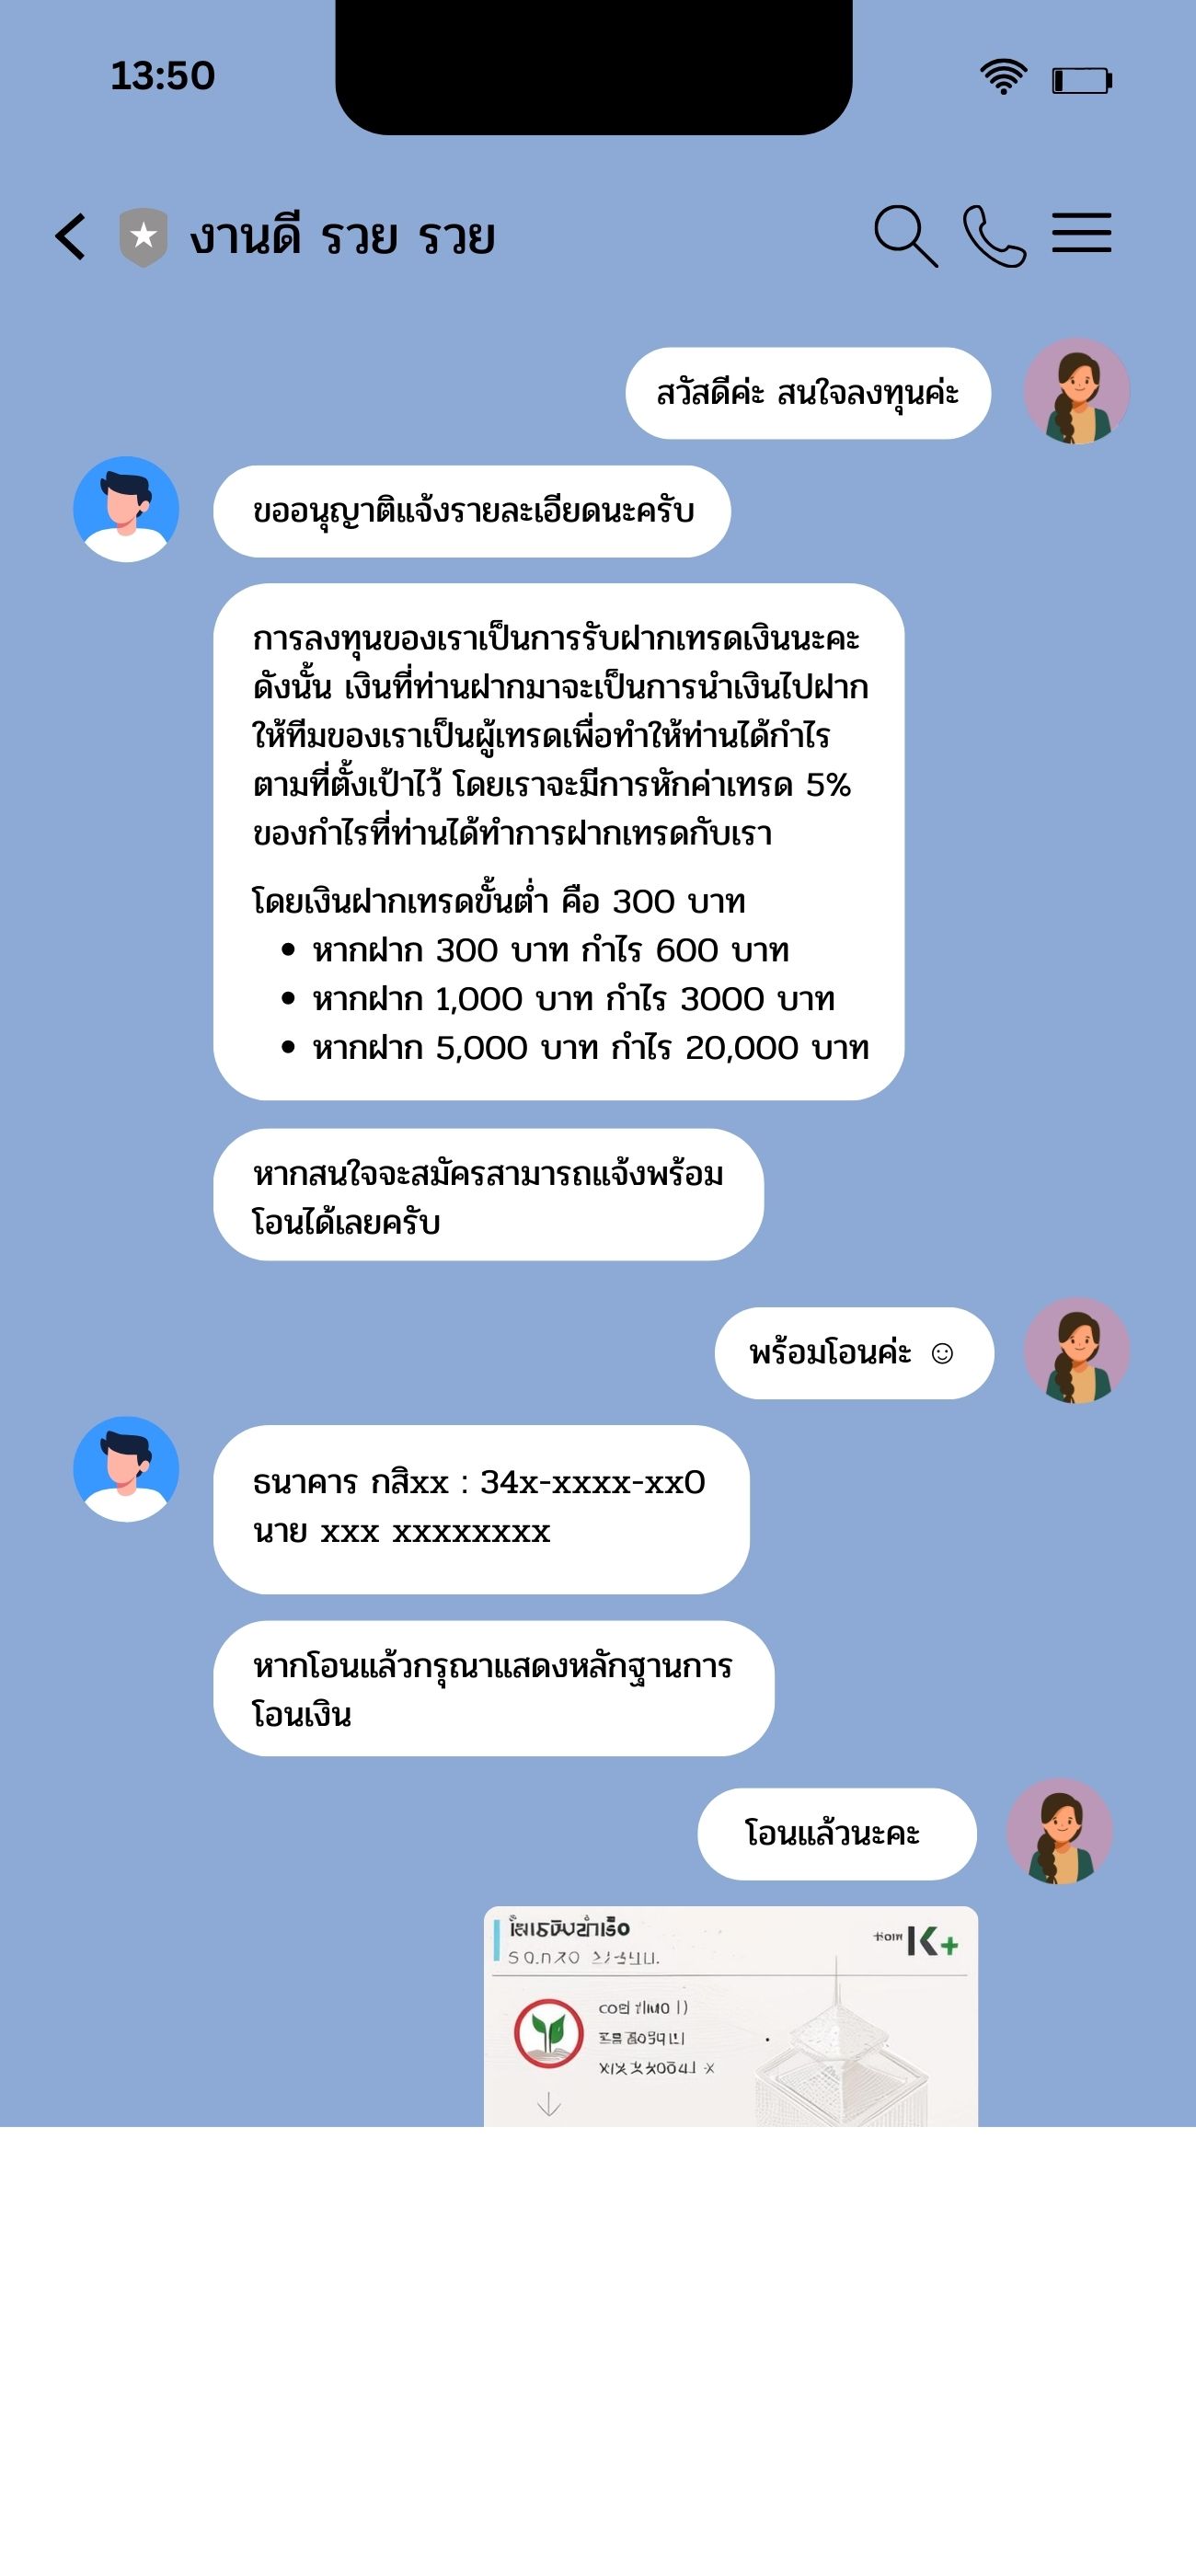 13:50
งานดี รวย รวย
สวัสดีค่ะ สนใจลงทุนค่ะ
ขออนุญาติแจ้งรายละเอียดนะครับ
การลงทุนของเราเป็นการรับฝากเทรดเงินนะคะ
ดังนั้น เงินที่ท่านฝากมาจะเป็นการนำเงินไปฝาก
ให้ทีมของเราเป็นผู้เทรดเพื่อทำให้ท่านได้กำไร
ตามที่ตั้งเป้าไว้ โดยเราจะมีการหักค่าเทรด 5%
ของกำไรที่ท่านได้ทำการฝากเทรดกับเรา
โดยเงินฝากเทรดขั้นต่ำ คือ 300 บาท
• หากฝาก 300 บาท กำไร 600 บาท
• หากฝาก 1,000 บาท กำไร 3000 บาท
• หากฝาก 5,000 บาท กำไร 20,000 บาท
หากสนใจจะสมัครสามารถแจ้งพร้อม
โอนได้เลยครับ
พร้อมโอนค่ะ ☺
ธนาคาร กสิxx : 34x-xxxx-xx0
นาย xxx xxxxxxxx
หากโอนแล้วกรุณาแสดงหลักฐานการ
โอนเงิน
โอนแล้วนะคะ
K+